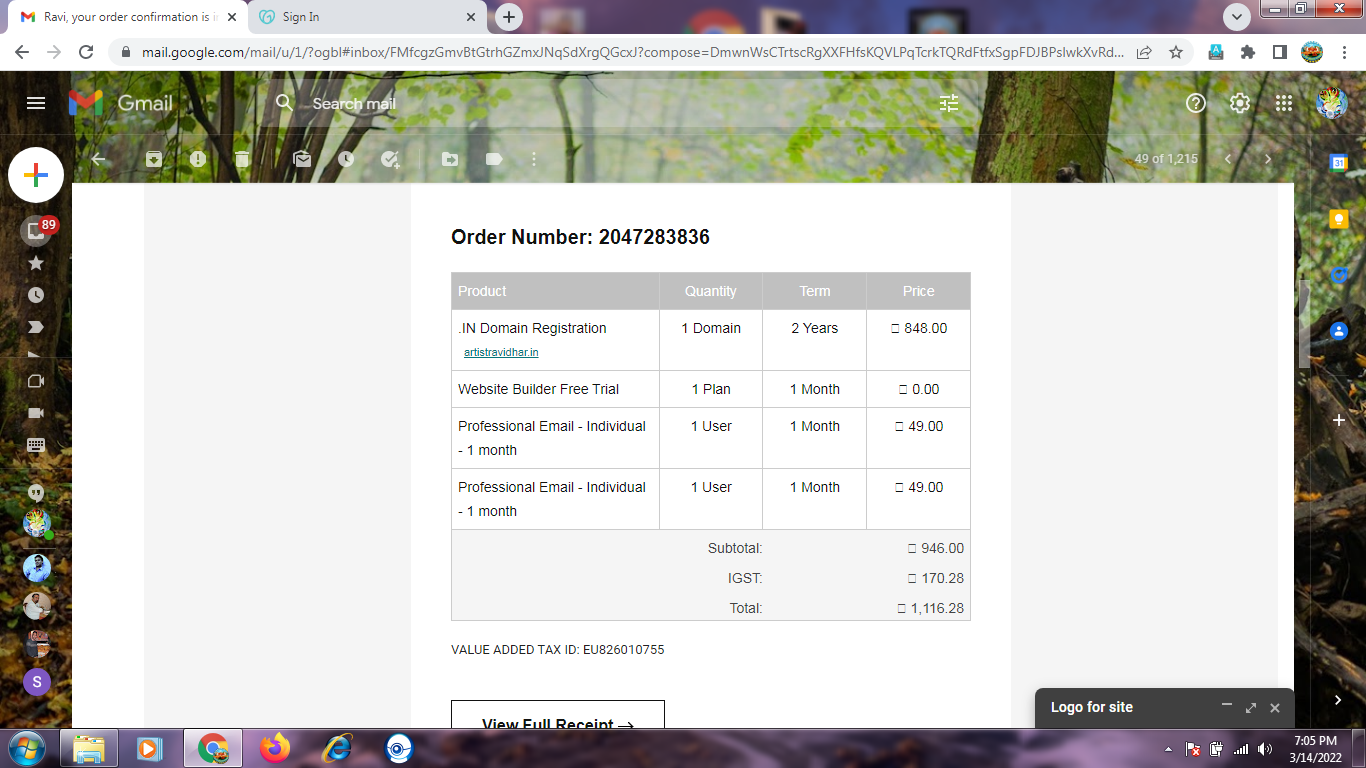 Ravi, your order confirmation is in
Sign In
mail.google.com/mail/u/1/?ogbl#inbox/FMfcgzGmvBtGtrhGZmxJNqSdXrgQGcxJ?compose=DmwnWsCTrtscRgXXFHfsKQVLPqTcrkTQRdFtfxSgpFDJBPslwkXvRd...
Gmail
Search mail
49 of 1,215
31
89
Order Number: 2047283836
Product Quantity Term Price
.IN Domain Registration 1 Domain 2 Years □ 848.00
artistravidhar.in
Website Builder Free Trial 1 Plan 1 Month □ 0.00
Professional Email - Individual 1 User 1 Month □ 49.00
- 1 month
Professional Email - Individual 1 User 1 Month □ 49.00
- 1 month
Subtotal: □ 946.00
IGST: □ 170.28
Total: □ 1,116.28
VALUE ADDED TAX ID: EU826010755
S
View Full Receipt →
Logo for site
7:05 PM
3/14/2022